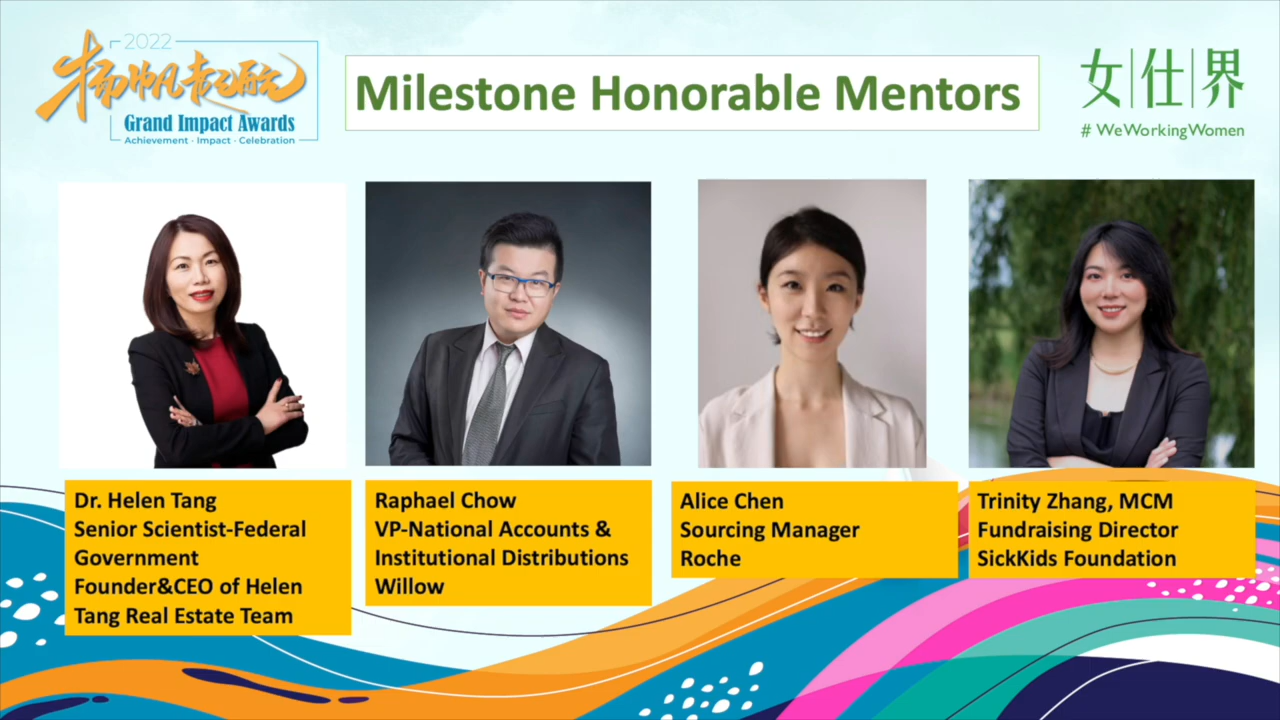 2022
扬帆起航
Grand Impact Awards
Achievement · Impact · Celebration
Milestone Honorable Mentors
女|仕|界
# WeWorkingWomen
Dr. Helen Tang
Senior Scientist-Federal
Government
Founder&CEO of Helen
Tang Real Estate Team
Raphael Chow
VP-National Accounts &
Institutional Distributions
Willow
Alice Chen
Sourcing Manager
Roche
Trinity Zhang, MCM
Fundraising Director
SickKids Foundation